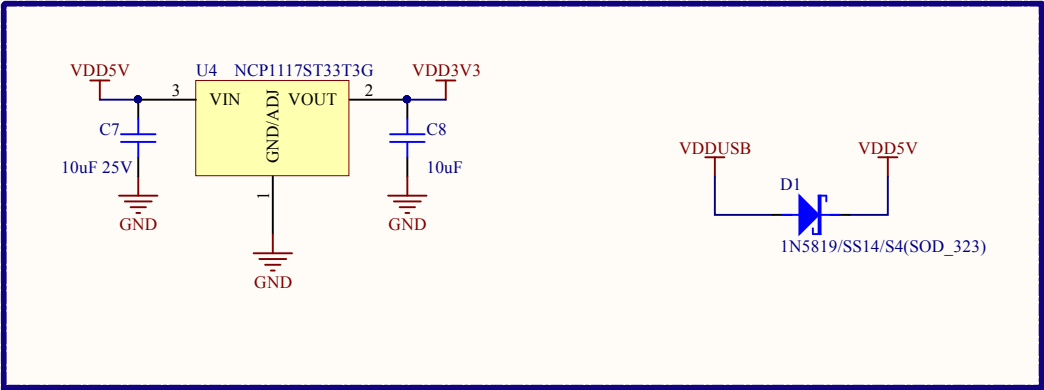 VDD5V
U4 NCP1117ST33T3G
VDD3V3
3
VIN
GND/ADJ
VOUT
2
C7
10uF 25V
GND
1
GND
C8
10uF
GND
VDDUSB
VDD5V
D1
1N5819/SS14/S4(SOD_323)